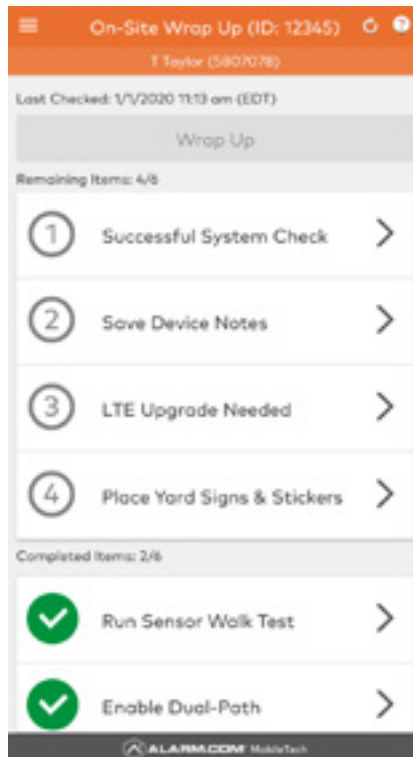 On-Site Wrap Up (ID: 12345)
?
T Taylor (5807078)
Last Checked: 1/1/2020 11:13 am (EDT)
Wrap Up
Remaining Items: 4/6
1 Successful System Check
2 Save Device Notes
3 LTE Upgrade Needed
4 Place Yard Signs & Stickers
Completed Items: 2/6
Run Sensor Walk Test
Enable Dual-Path
ALARM.COM MobileTech